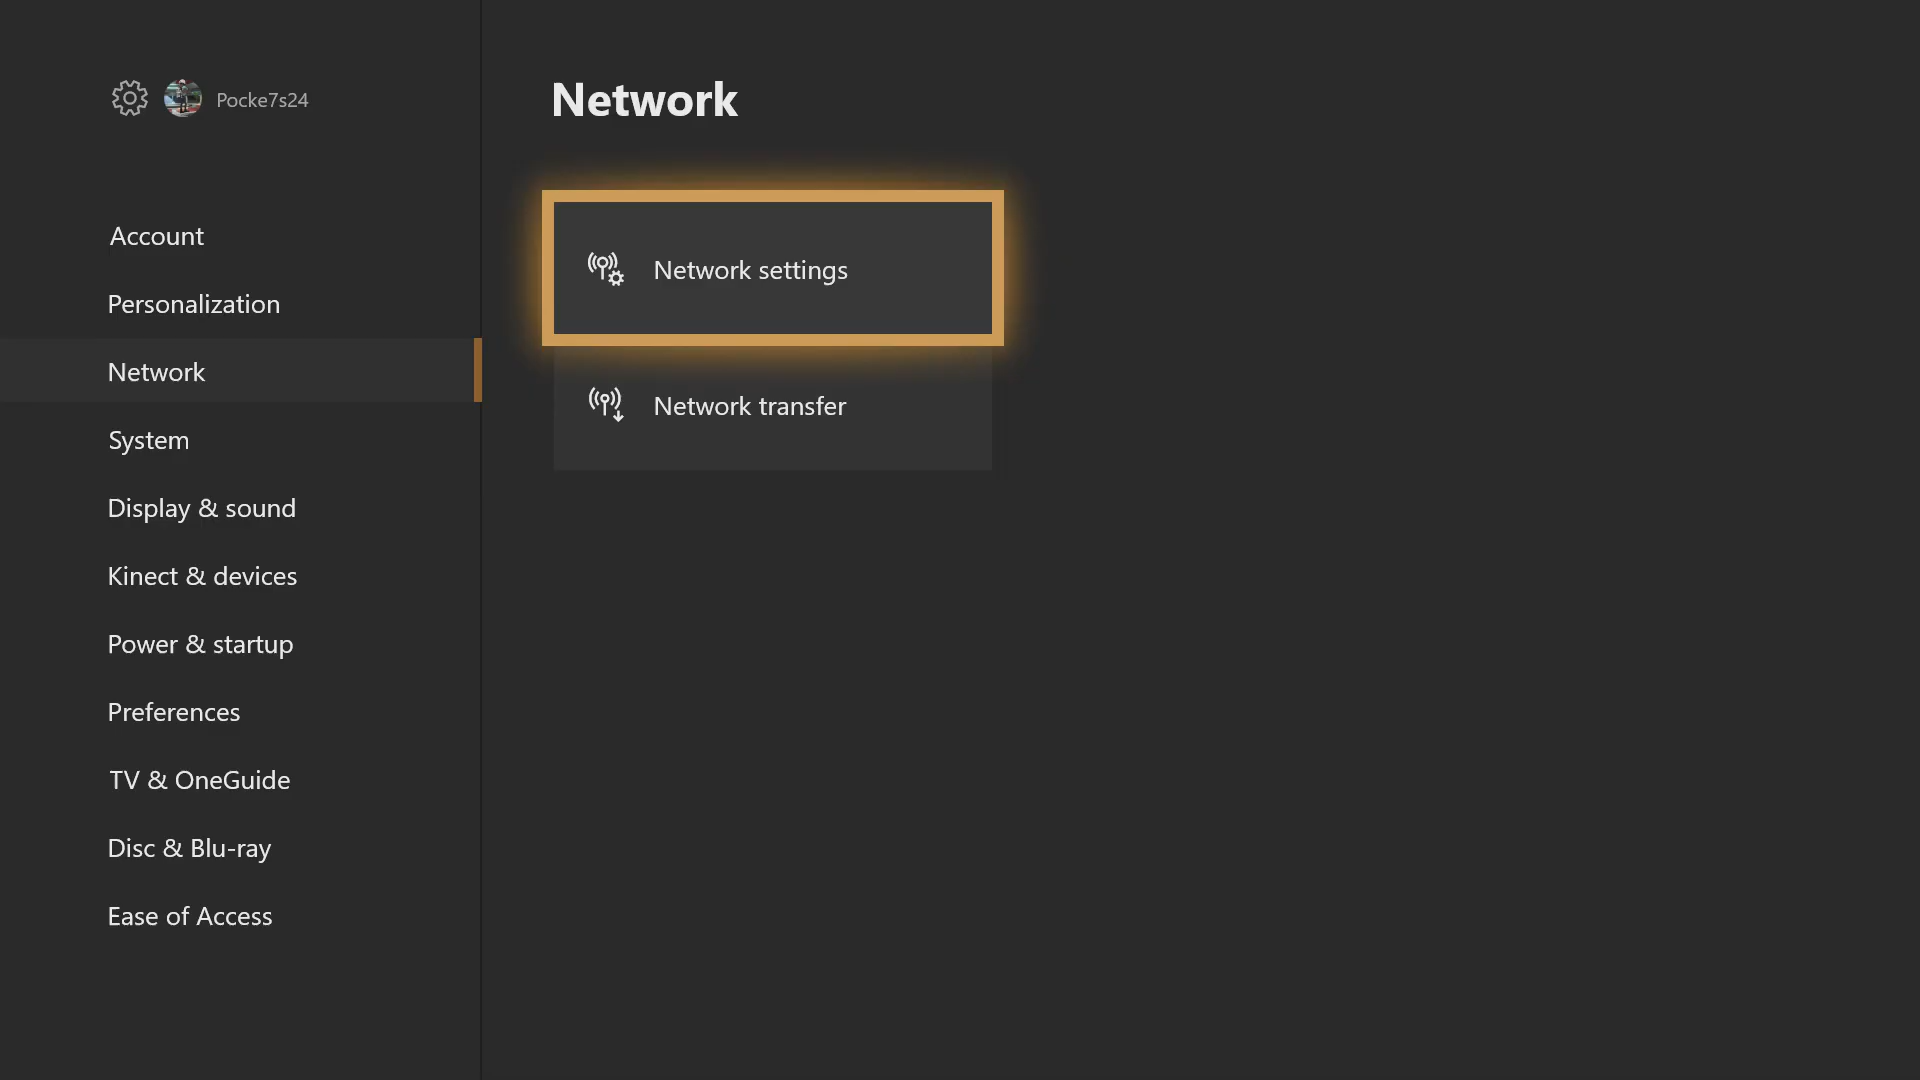 Pocke7s24
Account
Personalization
Network
System
Display & sound
Kinect & devices
Power & startup
Preferences
TV & OneGuide
Disc & Blu-ray
Ease of Access
Network
Network settings
Network transfer